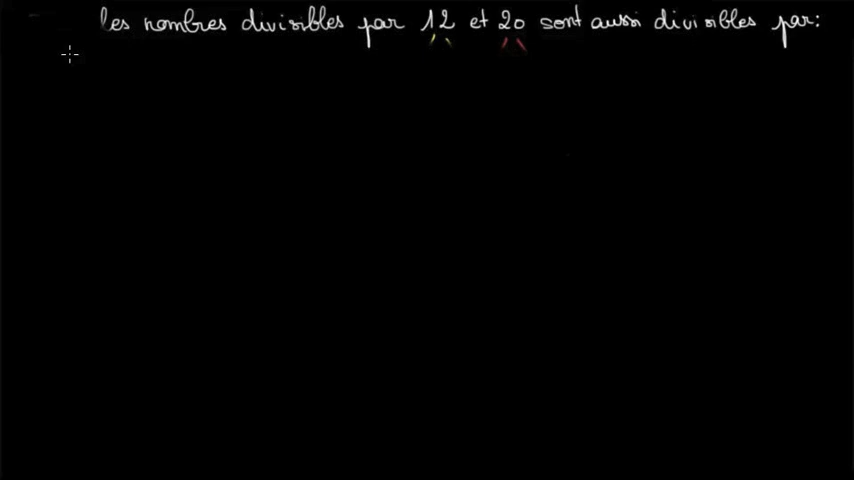 les nombres divisibles par 12 et 20 sont aussi divisibles par: